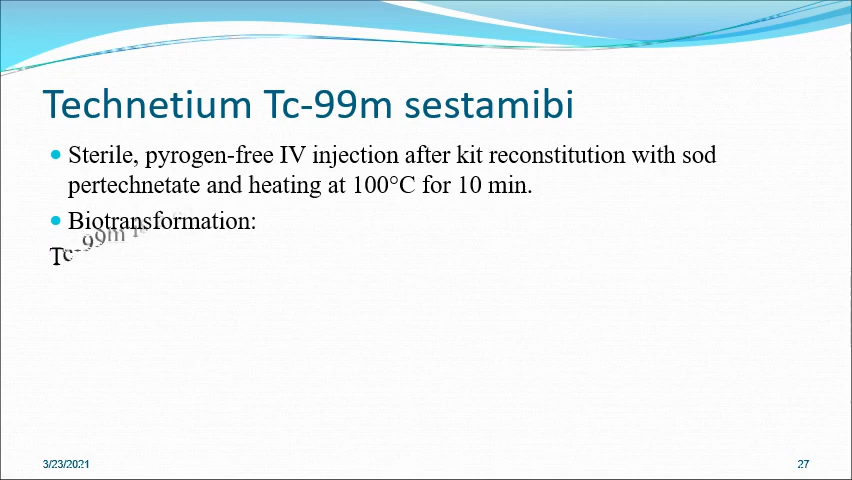 Technetium Tc-99m sestamibi
Sterile, pyrogen-free IV injection after kit reconstitution with sod
pertechnetate and heating at 100°C for 10 min.
Biotransformation:
Tc-99m
3/23/2021
27